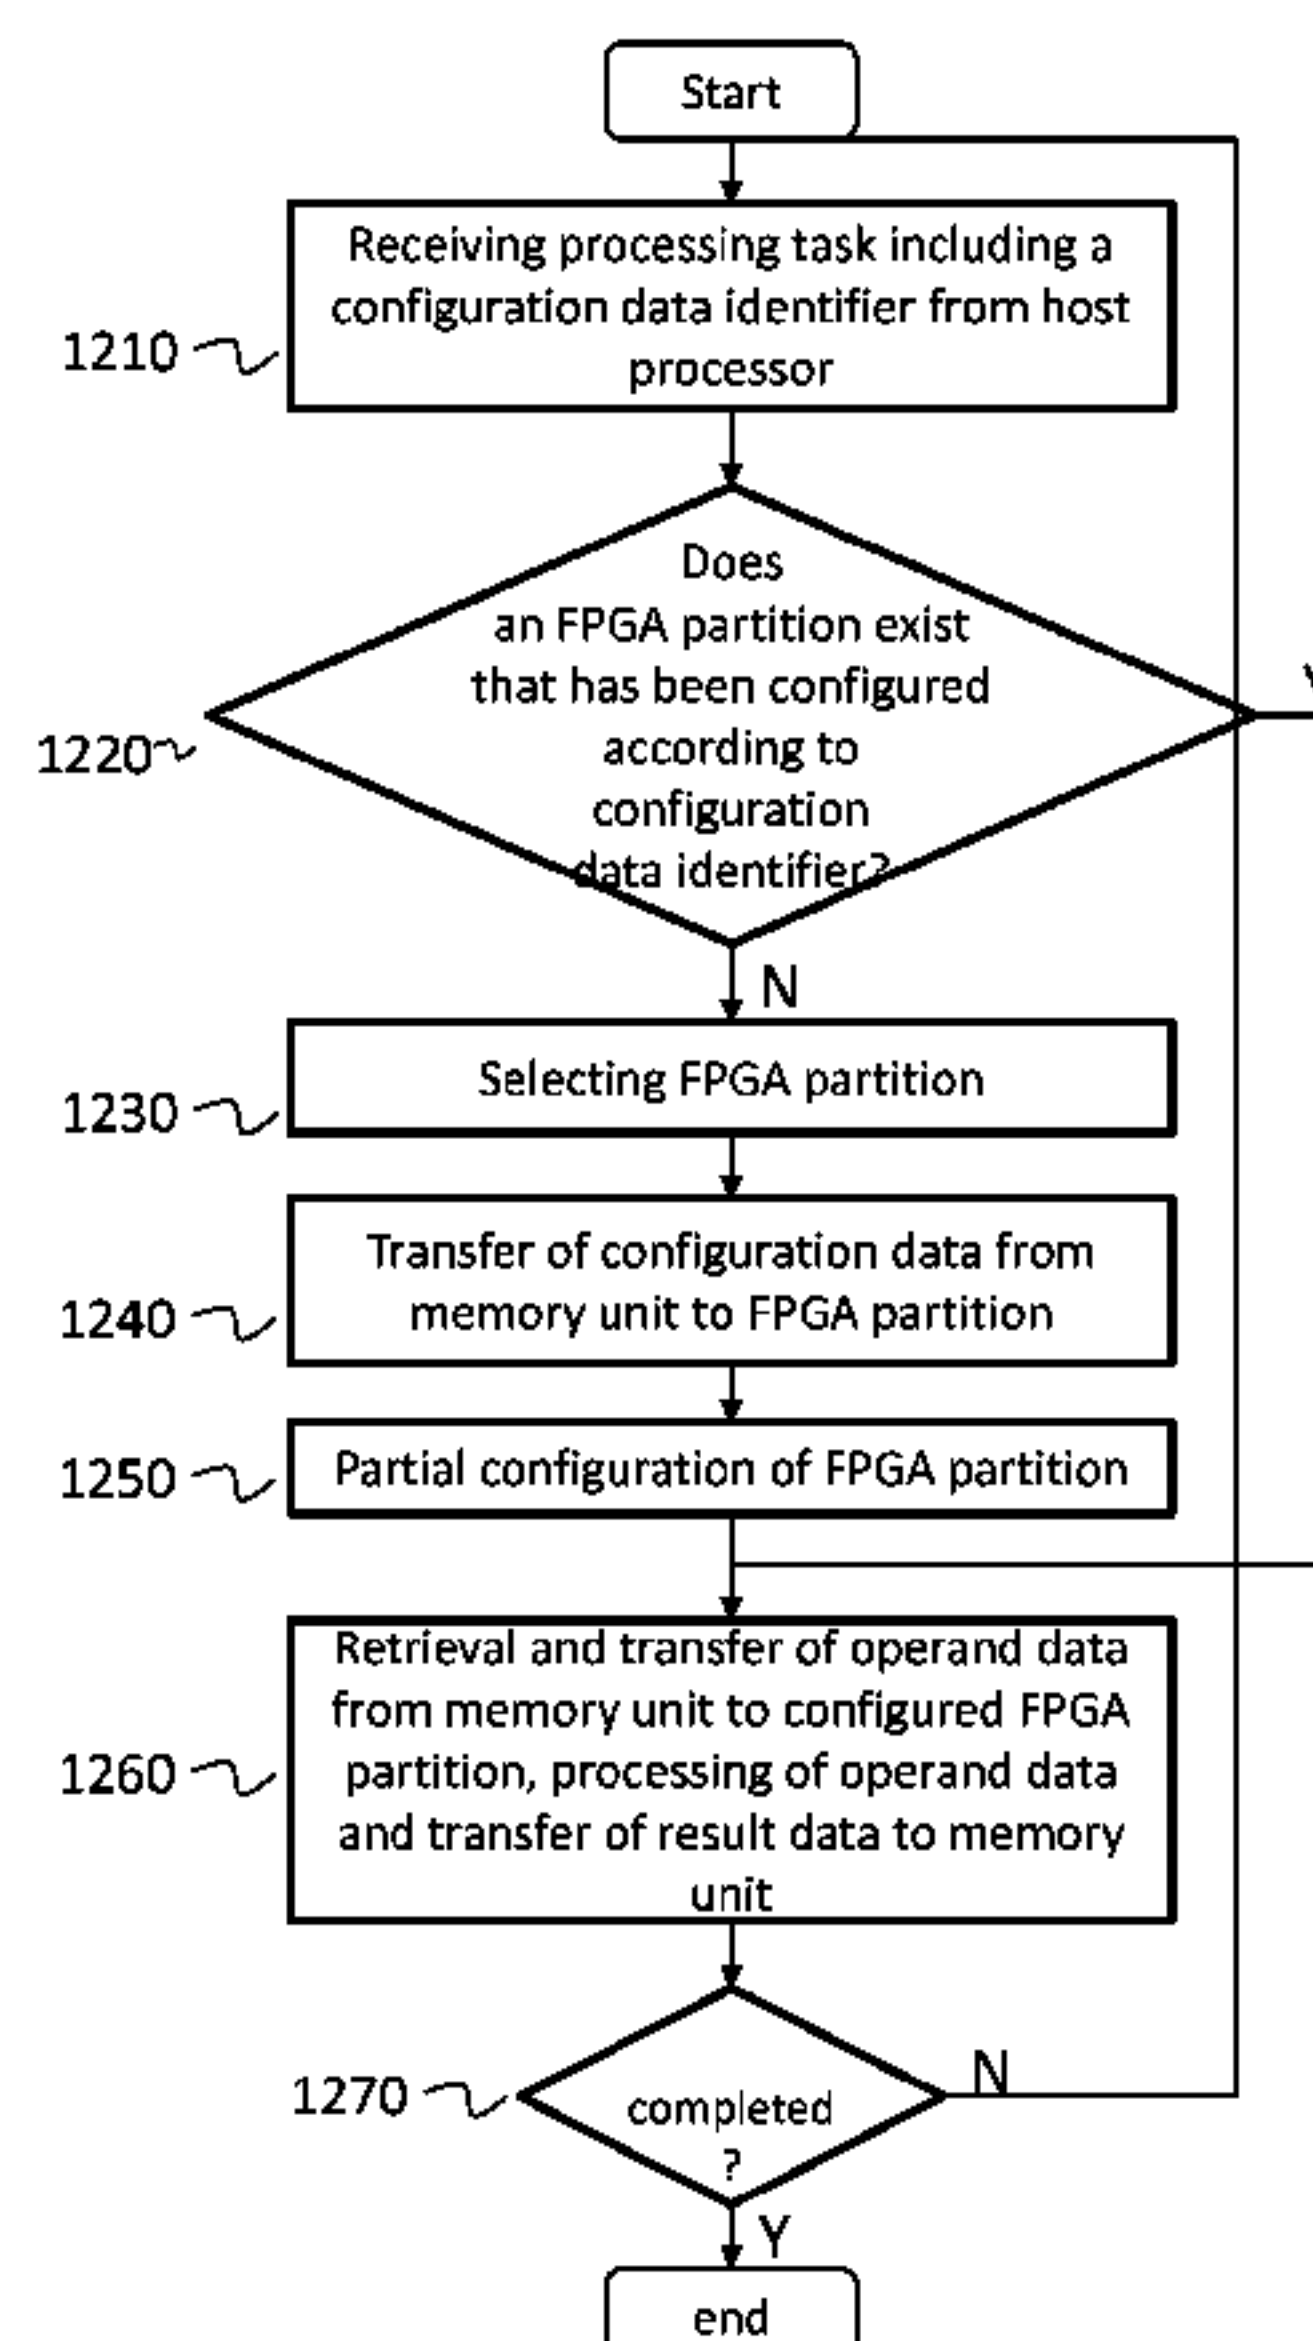 Start
Receiving processing task including a
configuration data identifier from host
processor
1210
Does
an FPGA partition exist
that has been configured
according to
configuration
data identifier?
1220
N
Selecting FPGA partition
1230
Transfer of configuration data from
memory unit to FPGA partition
1240
Partial configuration of FPGA partition
1250
Retrieval and transfer of operand data
from memory unit to configured FPGA
partition, processing of operand data
and transfer of result data to memory
unit
1260
completed
?
1270
N
Y
end